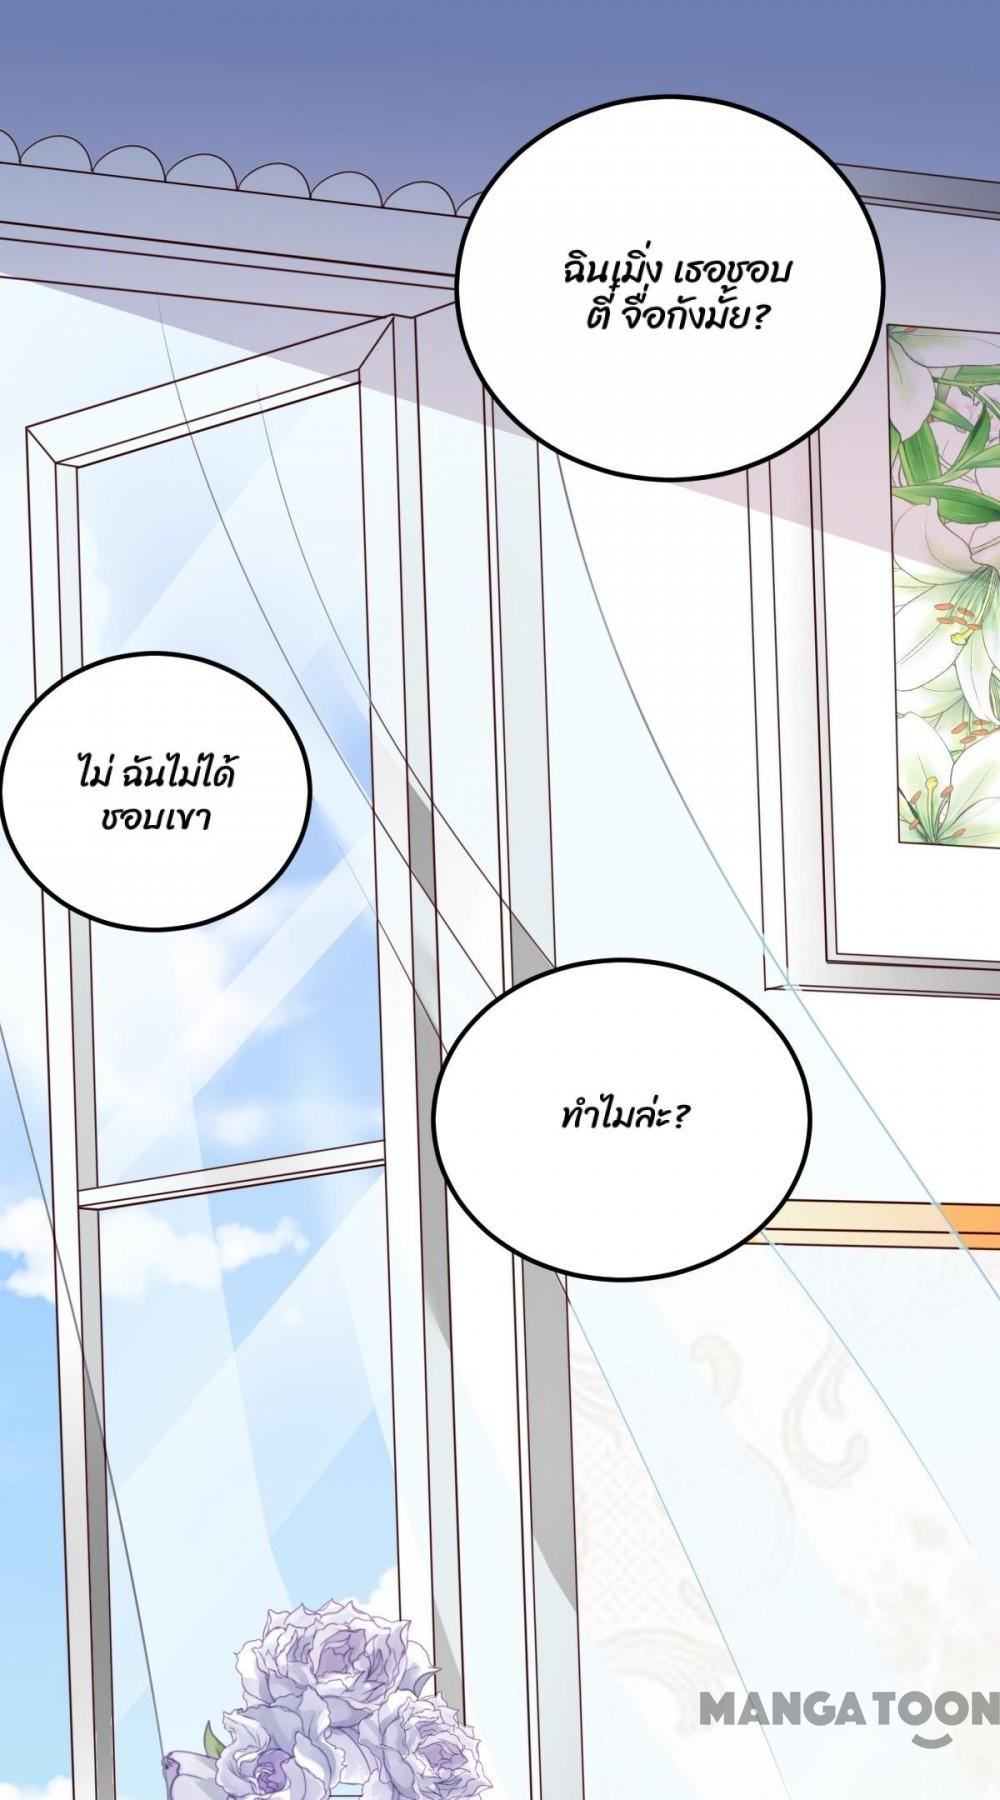 ฉินเมิ่ง เธอชอบ
ตี๋ จื่อกังมั้ย?
ไม่ ฉันไม่ได้
ชอบเขา
ทำไมล่ะ?
MANGATOON